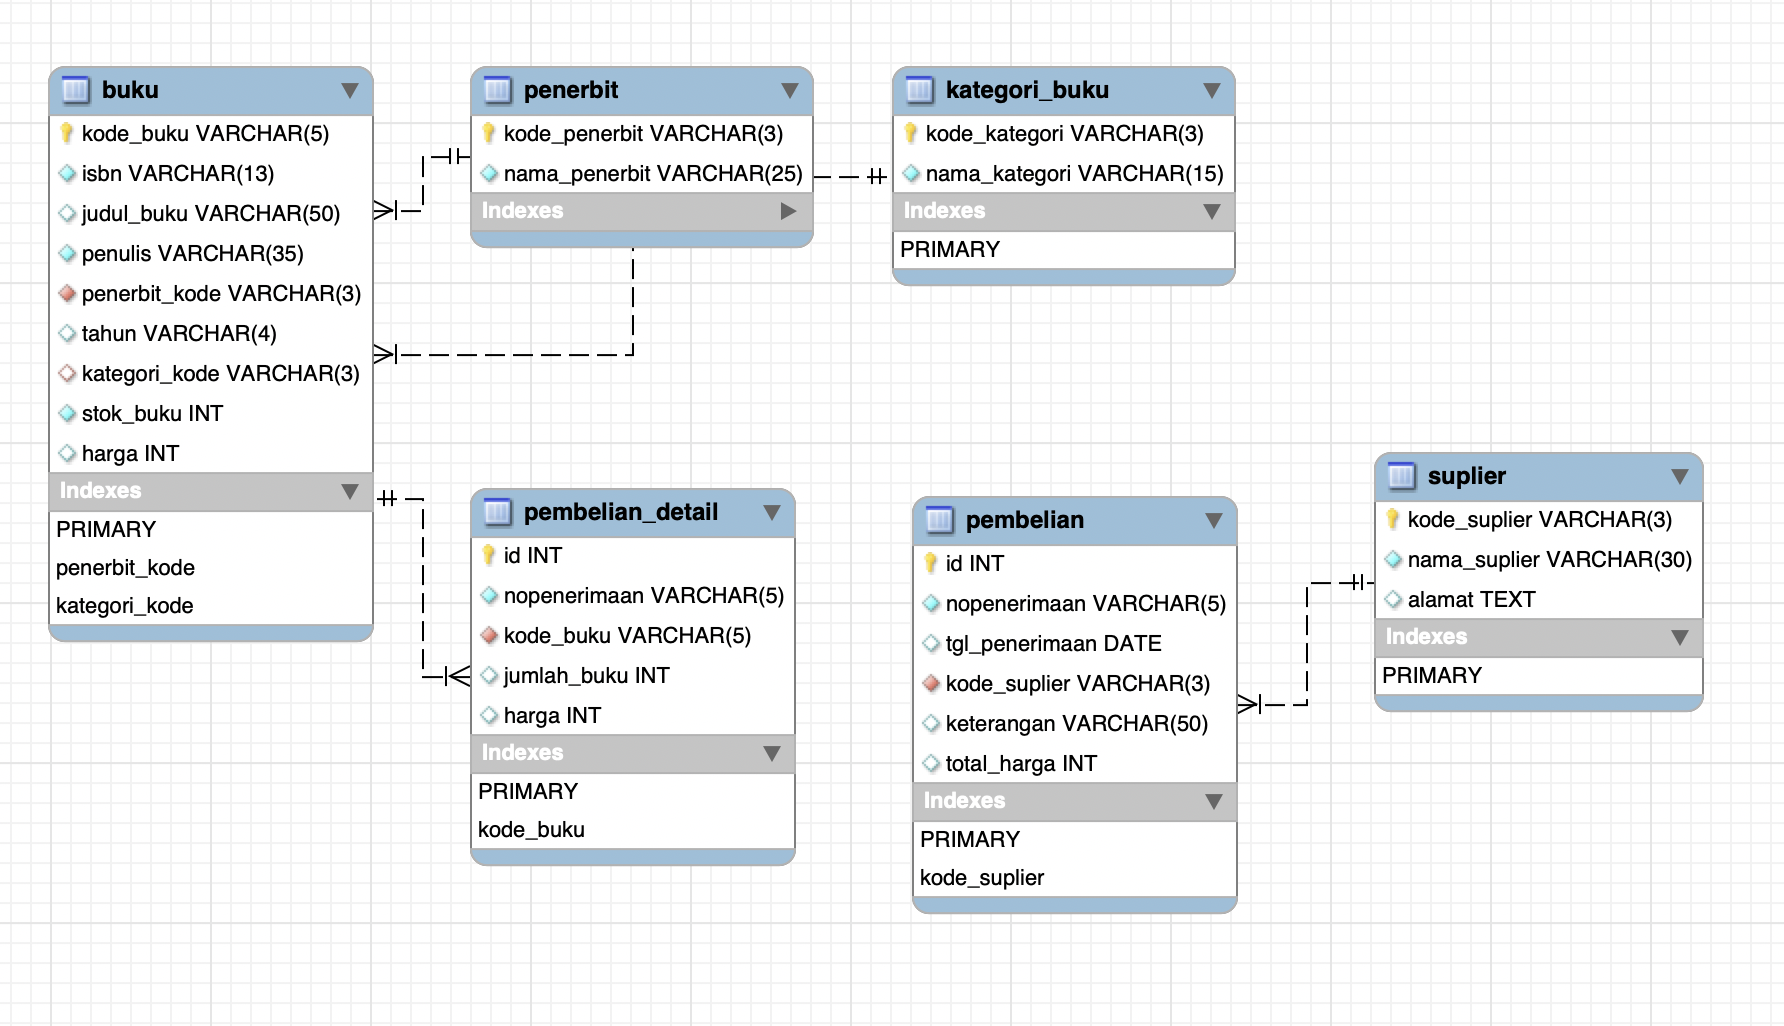 buku
kode_buku VARCHAR(5)
isbn VARCHAR(13)
judul_buku VARCHAR(50)
penulis VARCHAR(35)
penerbit_kode VARCHAR(3)
tahun VARCHAR(4)
kategori_kode VARCHAR(3)
stok_buku INT
harga INT
Indexes
PRIMARY
penerbit_kode
kategori_kode
penerbit
kode_penerbit VARCHAR(3)
nama_penerbit VARCHAR(25)
Indexes
kategori_buku
kode_kategori VARCHAR(3)
nama_kategori VARCHAR(15)
Indexes
PRIMARY
pembelian_detail
id INT
nopenerimaan VARCHAR(5)
kode_buku VARCHAR(5)
jumlah_buku INT
harga INT
Indexes
PRIMARY
kode_buku
pembelian
id INT
nopenerimaan VARCHAR(5)
tgl_penerimaan DATE
kode_suplier VARCHAR(3)
keterangan VARCHAR(50)
total_harga INT
Indexes
PRIMARY
kode_suplier
suplier
kode_suplier VARCHAR(3)
nama_suplier VARCHAR(30)
alamat TEXT
Indexes
PRIMARY